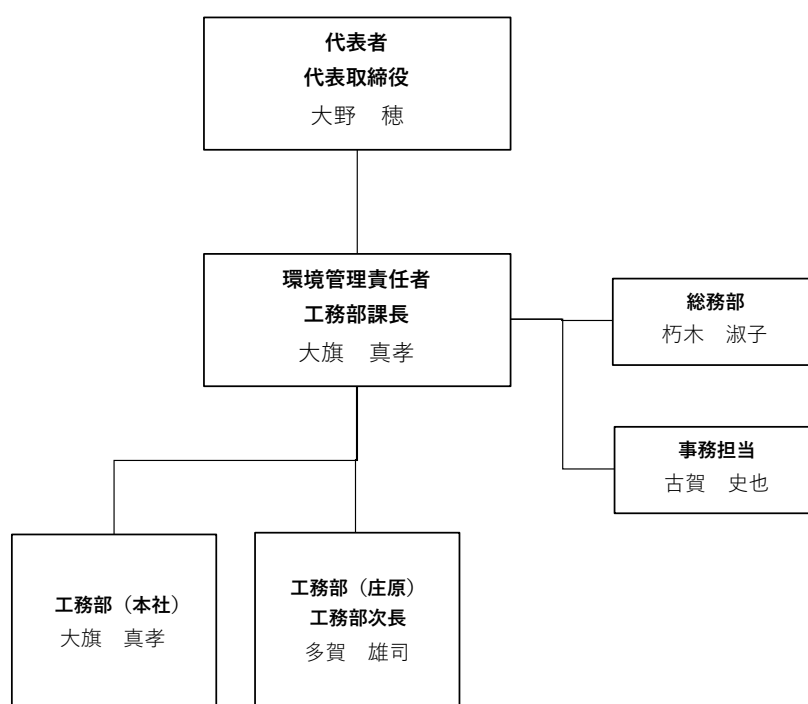 代表者
代表取締役
大野　穂
環境管理責任者
工務部課長
大旗　真孝
総務部
朽木　淑子
事務担当
古賀　史也
工務部（本社）
大旗　真孝
工務部（庄原）
工務部次長
多賀　雄司